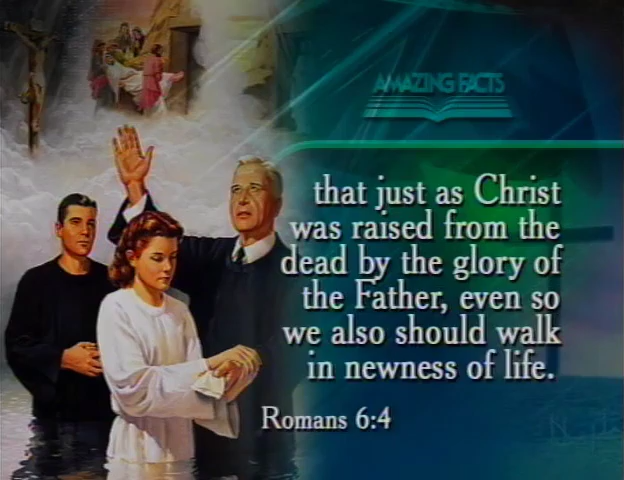 AMAZING FACTS
that just as Christ
was raised from the
dead by the glory of
the Father, even so
we also should walk
in newness of life.
Romans 6:4